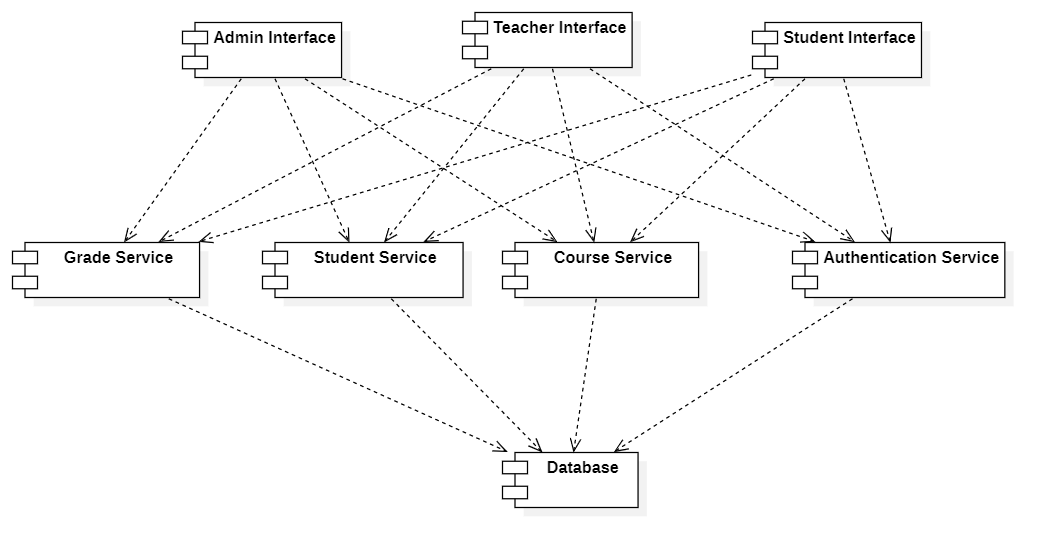 Admin Interface
Teacher Interface
Student Interface
Grade Service
Student Service
Course Service
Authentication Service
Database